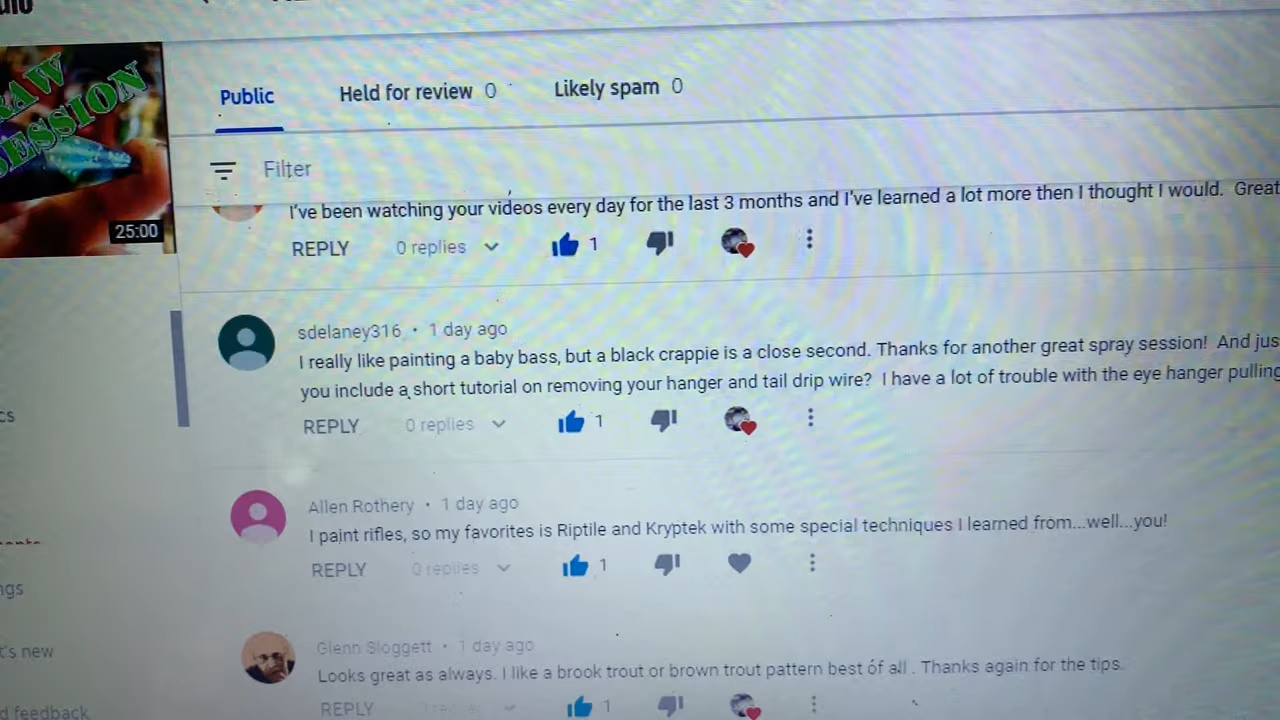 RAW
SESSION
25:00
Public
Held for review 0
Likely spam 0
Filter
I've been watching your videos every day for the last 3 months and I've learned a lot more then I thought I would. Great
REPLY 0 replies 1
sdelaney316 • 1 day ago
I really like painting a baby bass, but a black crappie is a close second. Thanks for another great spray session! And jus
you include a short tutorial on removing your hanger and tail drip wire? I have a lot of trouble with the eye hanger pulling
REPLY 0 replies 1
Allen Rothery • 1 day ago
I paint rifles, so my favorites is Riptile and Kryptek with some special techniques I learned from...well...you!
REPLY 0 replies 1
Glenn Sloggett • 1 day ago
Looks great as always. I like a brook trout or brown trout pattern best of all . Thanks again for the tips.
REPLY 1
cs
ngs
t's new
d feedback